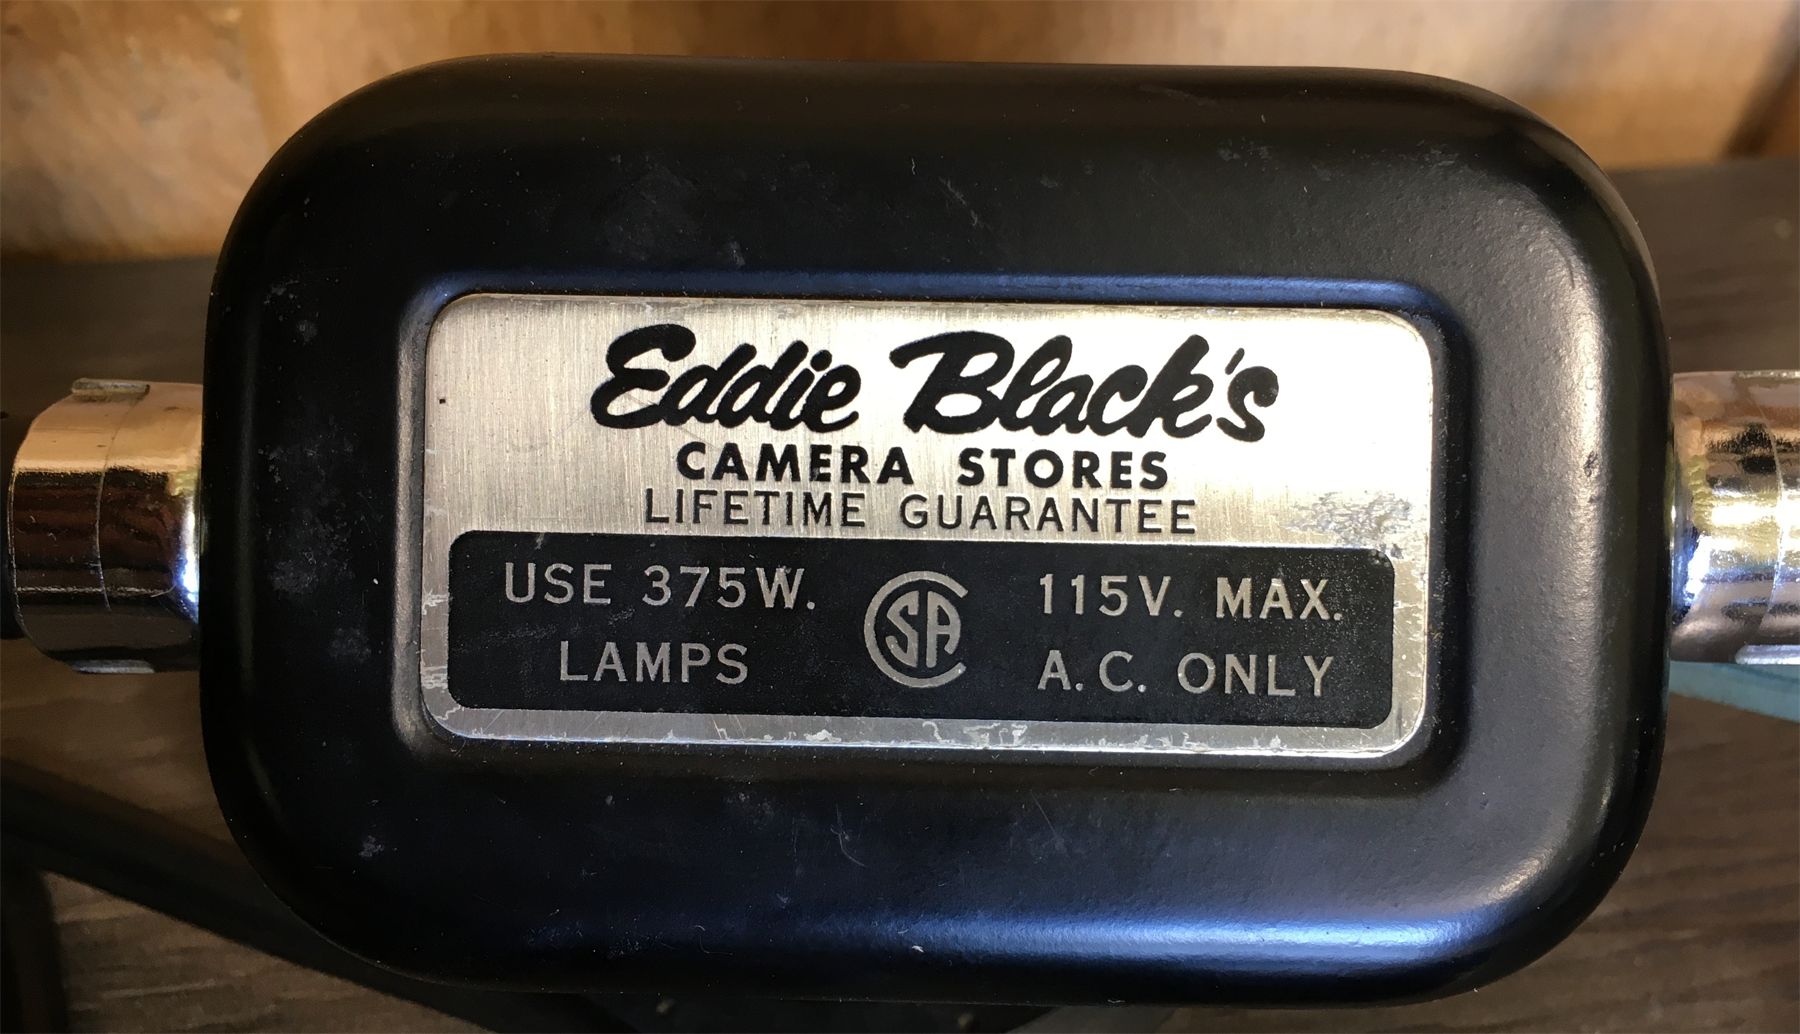 Eddie Black's
CAMERA STORES
LIFETIME GUARANTEE
USE 375W.
LAMPS
CSA
115V. MAX.
A.C. ONLY